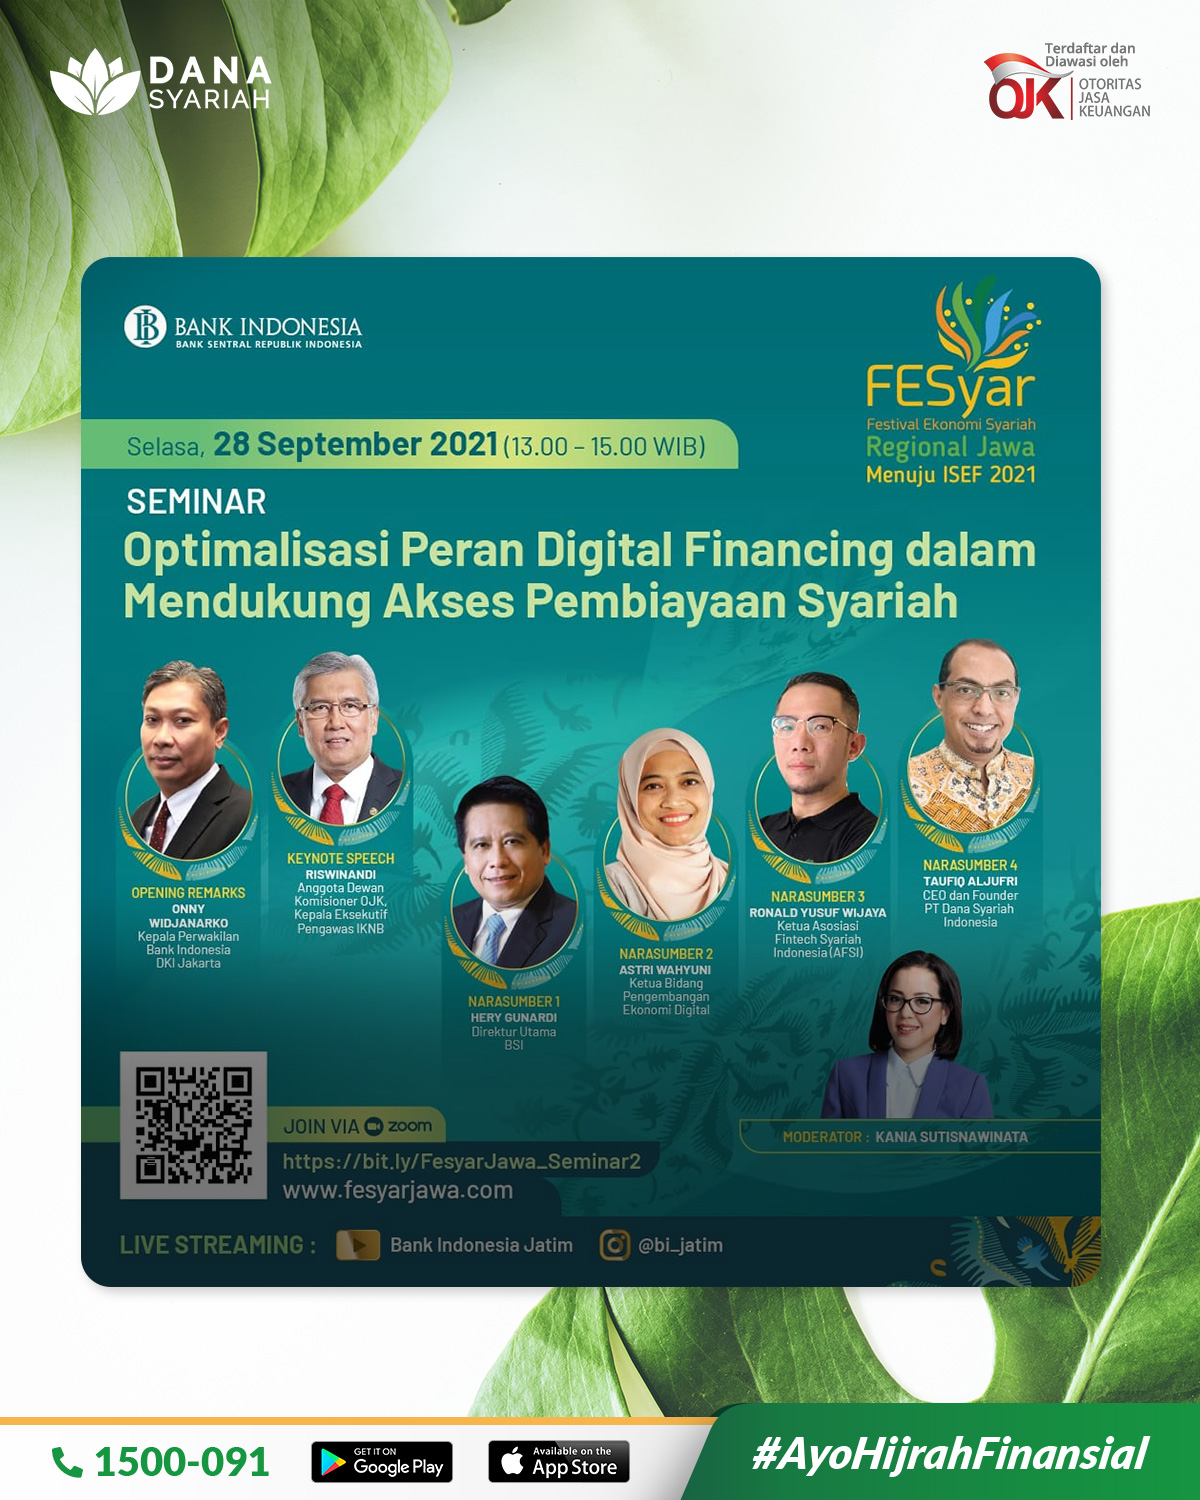 DANA
SYARIAH
Terdaftar dan
Diawasi oleh
OJK
OTORITAS
JASA
KEUANGAN
BANK INDONESIA
BANK SENTRAL REPUBLIK INDONESIA
FESyar
Festival Ekonomi Syariah
Regional Jawa
Menuju ISEF 2021
Selasa, 28 September 2021 (13.00 – 15.00 WIB)
SEMINAR
Optimalisasi Peran Digital Financing dalam
Mendukung Akses Pembiayaan Syariah
OPENING REMARKS
ONNY
WIDJANARKO
Kepala Perwakilan
Bank Indonesia
DKI Jakarta
KEYNOTE SPEECH
RISWINANDI
Anggota Dewan
Komisioner OJK,
Kepala Eksekutif
Pengawas IKNB
NARASUMBER 1
HERY GUNARDI
Direktur Utama
BSI
NARASUMBER 2
ASTRI WAHYUNI
Ketua Bidang
Pengembangan
Ekonomi Digital
NARASUMBER 3
RONALD YUSUF WIJAYA
Ketua Asosiasi
Fintech Syariah
Indonesia (AFSI)
NARASUMBER 4
TAUFIQ ALJUFRI
CEO dan Founder
PT Dana Syariah
Indonesia
MODERATOR : KANIA SUTISNAWINATA
JOIN VIA zoom
https://bit.ly/FesyarJawa_Seminar2
www.fesyarjawa.com
LIVE STREAMING :
Bank Indonesia Jatim
@bi_jatim
1500-091
GET IT ON
Google Play
Available on the
App Store
#AyoHijrahFinansial